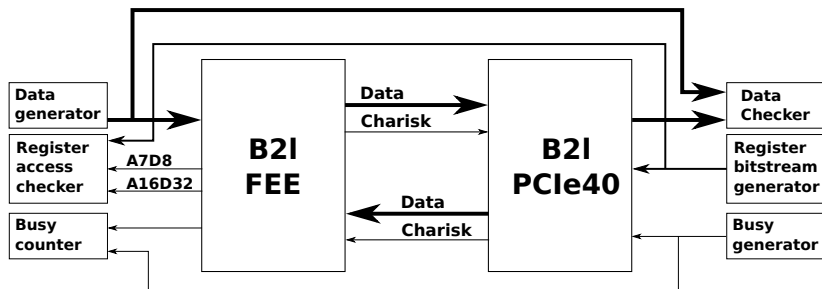 Data
generator
Register
access
checker
Busy
counter
A7D8
A16D32
B2l
FEE
Data
Charisk
Data
Charisk
B2l
PCIe40
Data
Checker
Register
bitstream
generator
Busy
generator